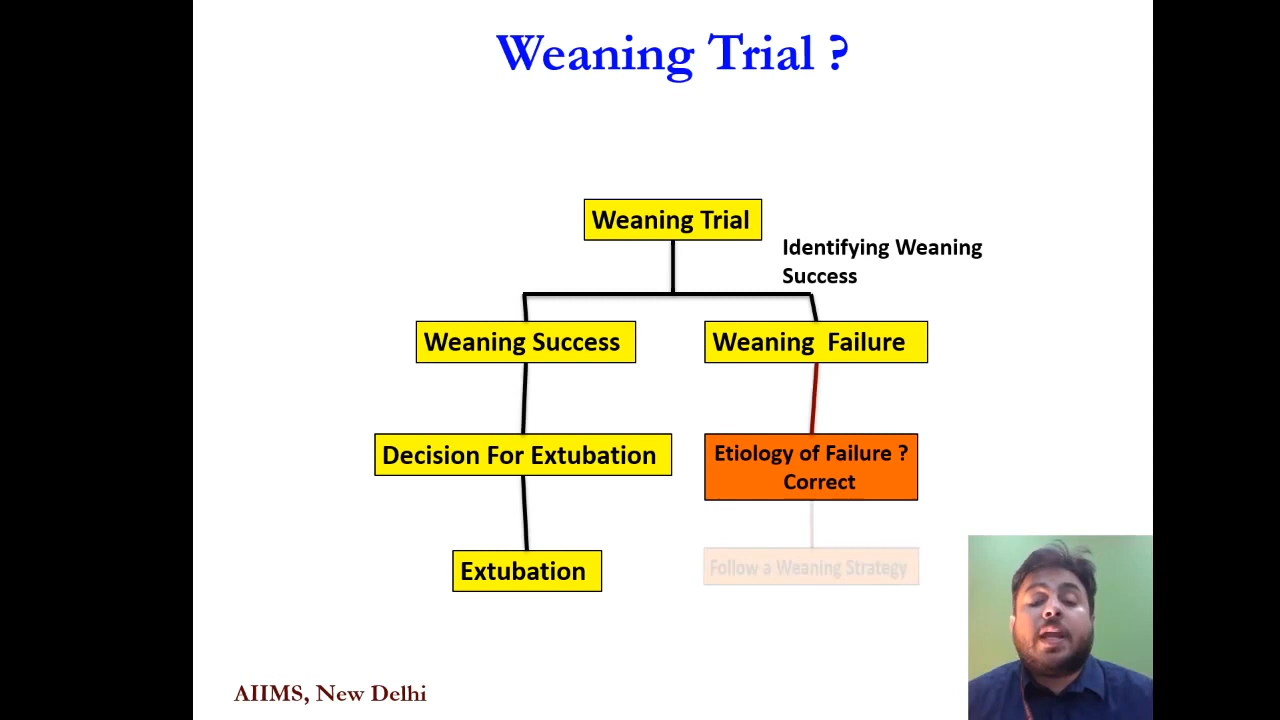 Weaning Trial ?
Weaning Trial
Identifying Weaning
Success
Weaning Success
Weaning Failure
Decision For Extubation
Etiology of Failure ?
Correct
Extubation
Follow a Weaning Strategy
AIIMS, New Delhi